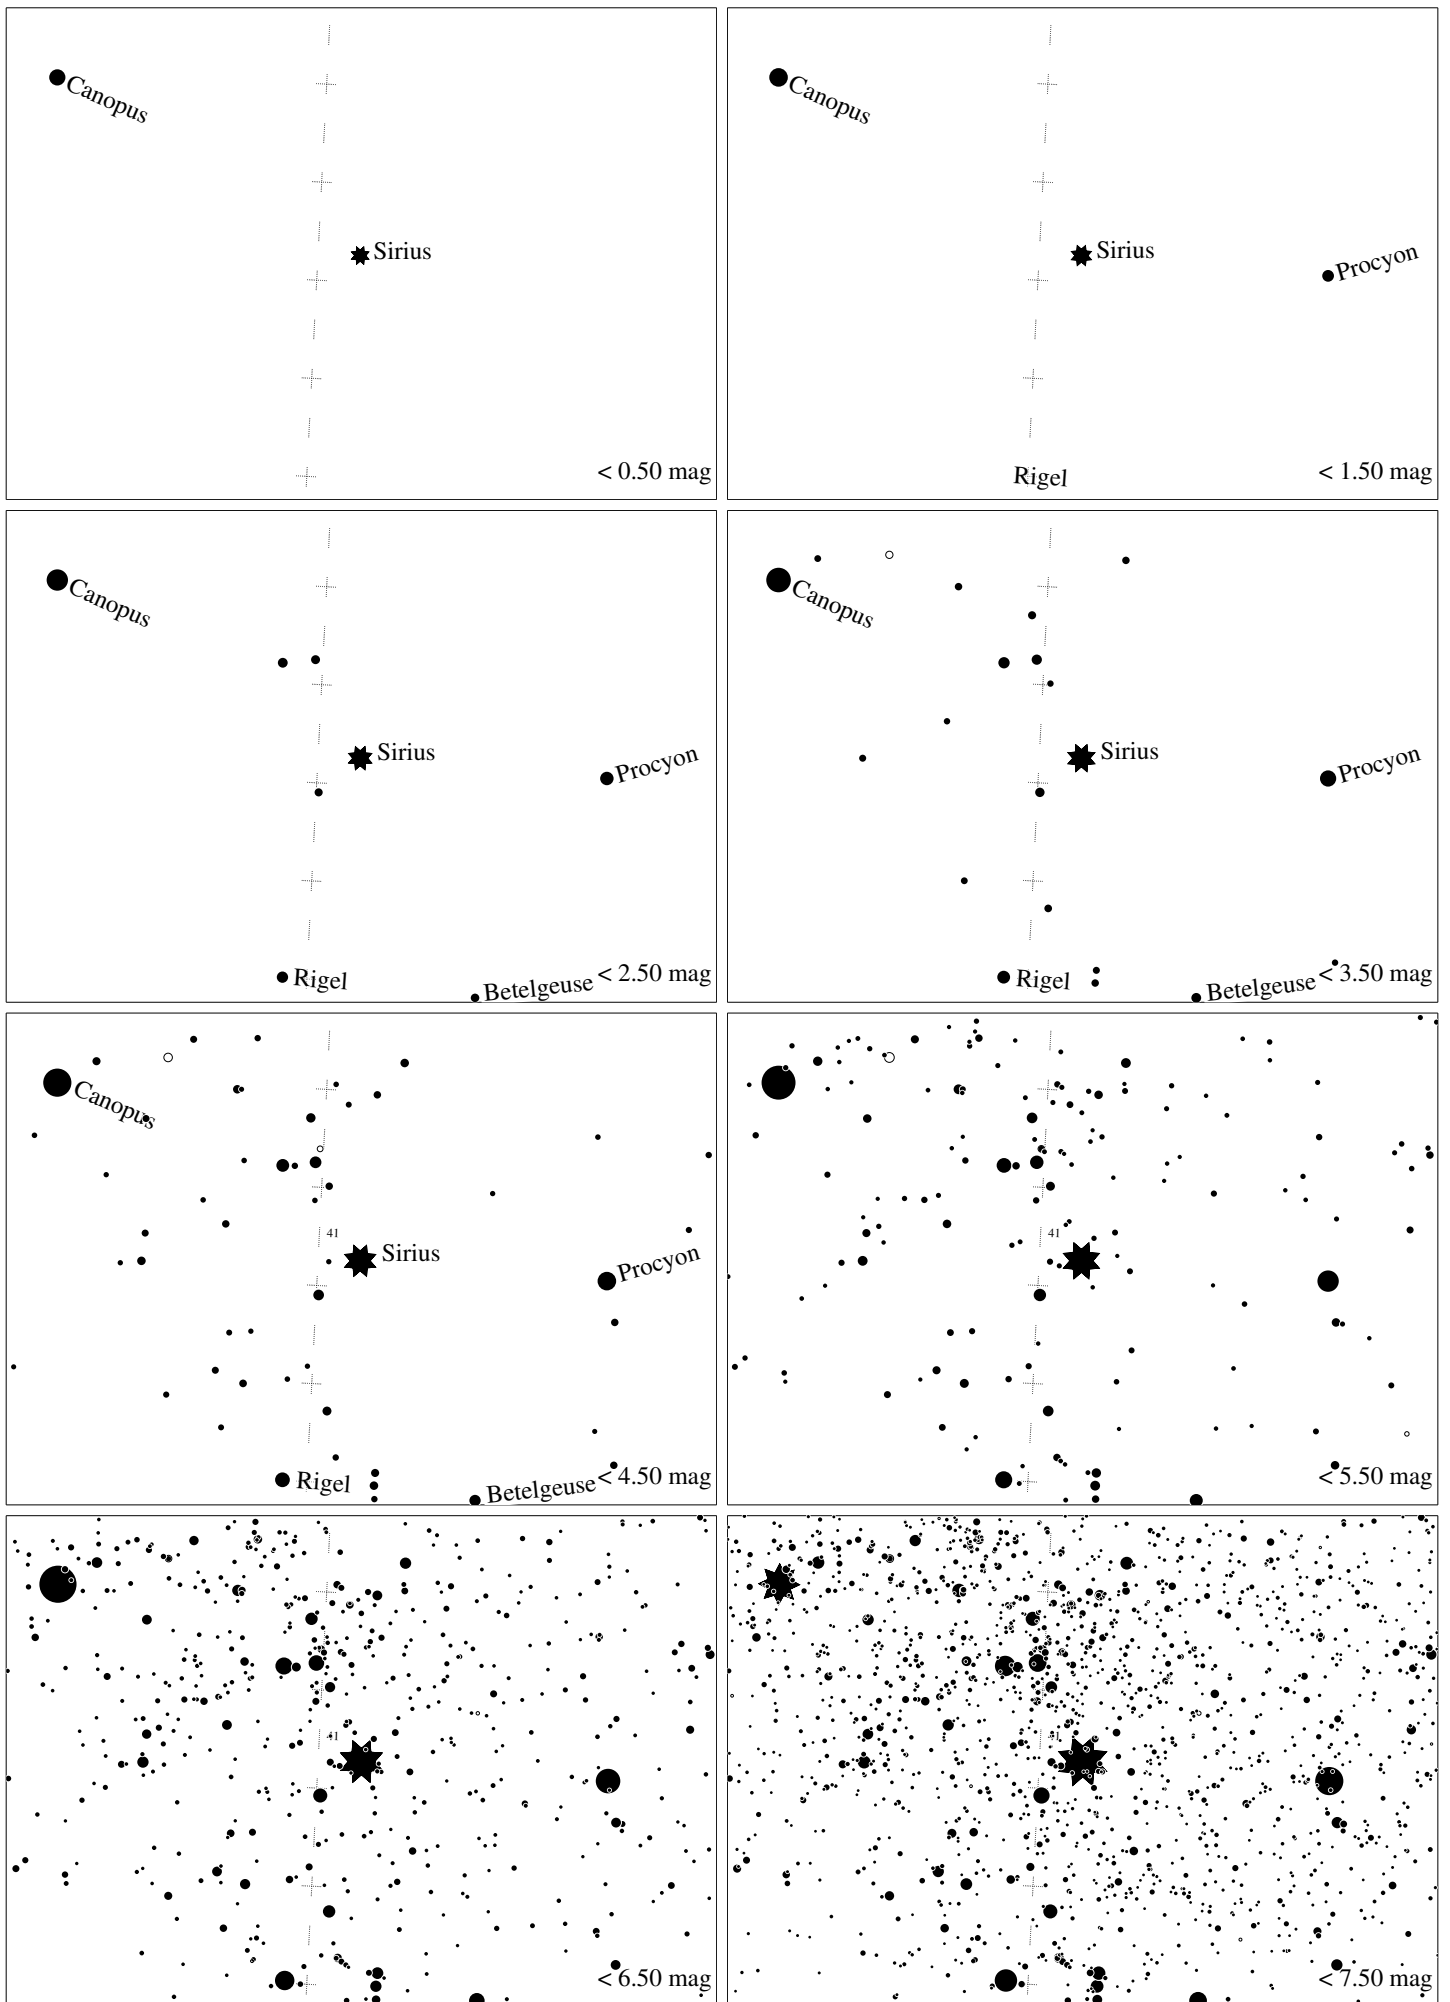 Canopus
Sirius
< 0.50 mag
Canopus
Sirius
Procyon
Rigel
< 1.50 mag
Canopus
Sirius
Procyon
Rigel
Betelgeuse
< 2.50 mag
Canopus
Sirius
Procyon
Rigel
Betelgeuse
< 3.50 mag
Canopus
41
Sirius
Procyon
Rigel
Betelgeuse
< 4.50 mag
41
< 5.50 mag
41
< 6.50 mag
41
< 7.50 mag